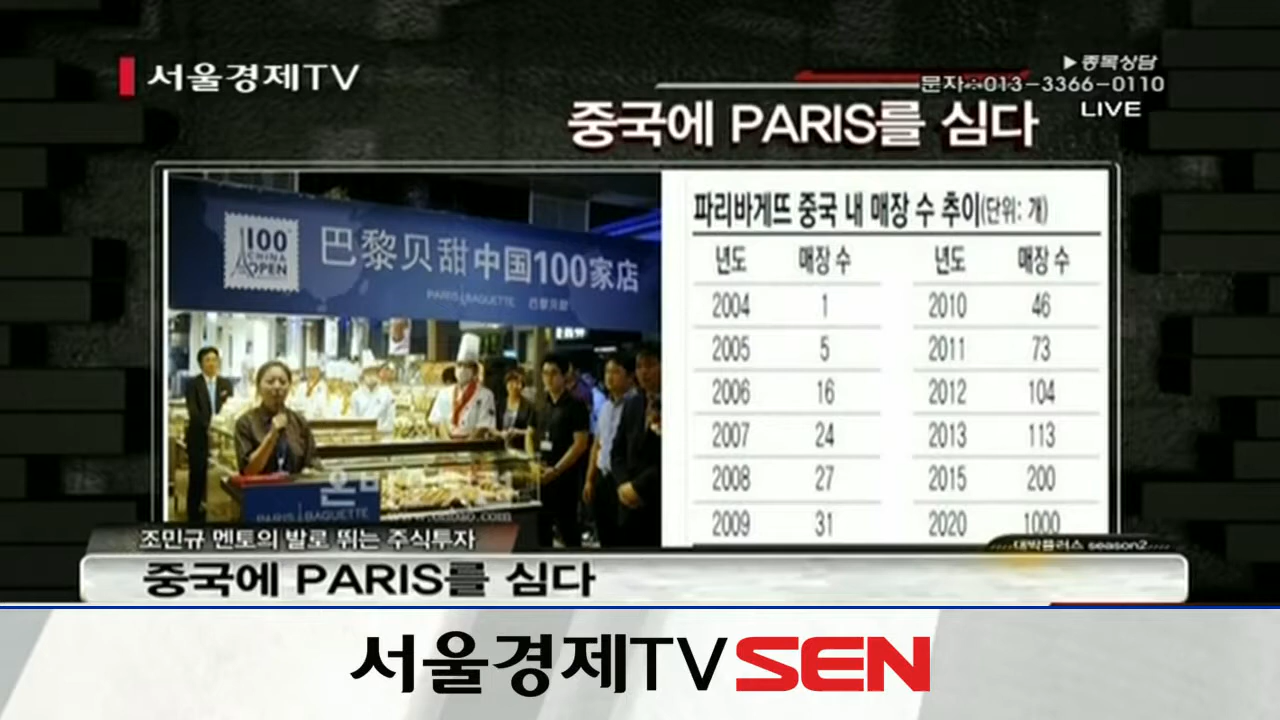 서울경제TV
▶종목상담
문자 : 013-3366-0110
LIVE
중국에 PARIS를 심다
100
CHINA
OPEN
巴黎贝甜中国100家店
PARIS BAGUETTE 巴黎贝甜
PARIS BAGUETTE
파리바게뜨 중국 내 매장 수 추이(단위: 개)
년도 매장 수 년도 매장 수
2004 1 2010 46
2005 5 2011 73
2006 16 2012 104
2007 24 2013 113
2008 27 2015 200
2009 31 2020 1000
조민규 멘토의 발로 뛰는 주식투자
대박플러스 season2
중국에 PARIS를 심다
서울경제TV SEN